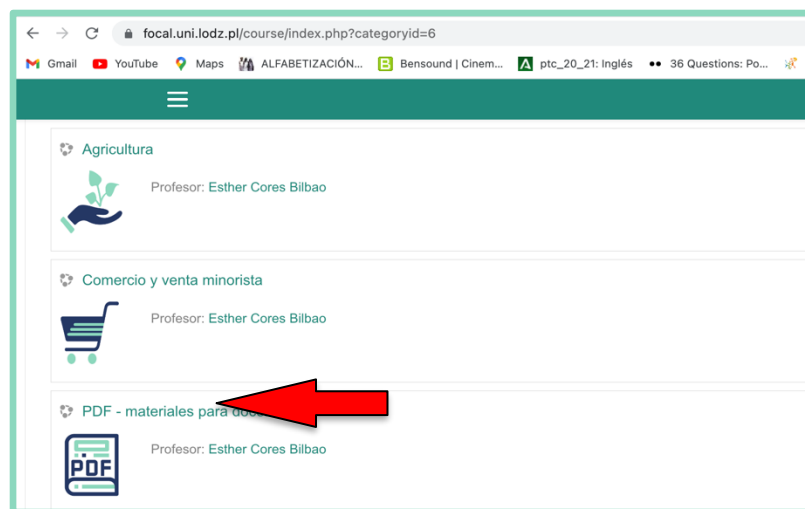 focal.uni.lodz.pl/course/index.php?categoryid=6
Gmail YouTube Maps ALFABETIZACIÓN... Bensound | Cinem... ptc_20_21: Inglés 36 Questions: Po...
Agricultura
Profesor: Esther Cores Bilbao
Comercio y venta minorista
Profesor: Esther Cores Bilbao
PDF - materiales para
Profesor: Esther Cores Bilbao
PDF